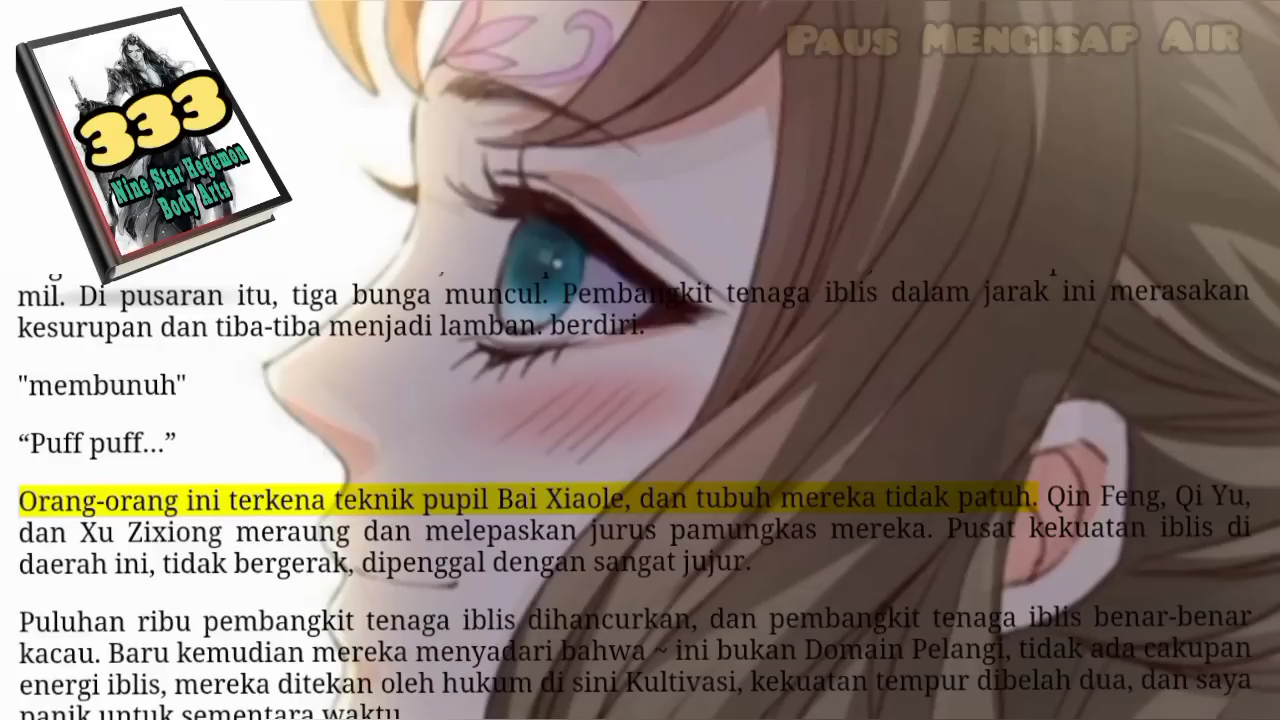 Paus Mengisap Air
333
Nine Star Hegemon
Body Arts
mil. Di pusaran itu, tiga bunga muncul. Pembangkit tenaga iblis dalam jarak ini merasakan
kesurupan dan tiba-tiba menjadi lamban. berdiri.
"membunuh"
“Puff puff…”
Orang-orang ini terkena teknik pupil Bai Xiaole, dan tubuh mereka tidak patuh. Qin Feng, Qi Yu,
dan Xu Zixiong meraung dan melepaskan jurus pamungkas mereka. Pusat kekuatan iblis di
daerah ini, tidak bergerak, dipenggal dengan sangat jujur.
Puluhan ribu pembangkit tenaga iblis dihancurkan, dan pembangkit tenaga iblis benar-benar
kacau. Baru kemudian mereka menyadari bahwa ~ ini bukan Domain Pelangi, tidak ada cakupan
energi iblis, mereka ditekan oleh hukum di sini Kultivasi, kekuatan tempur dibelah dua, dan saya
panik untuk sementara waktu.